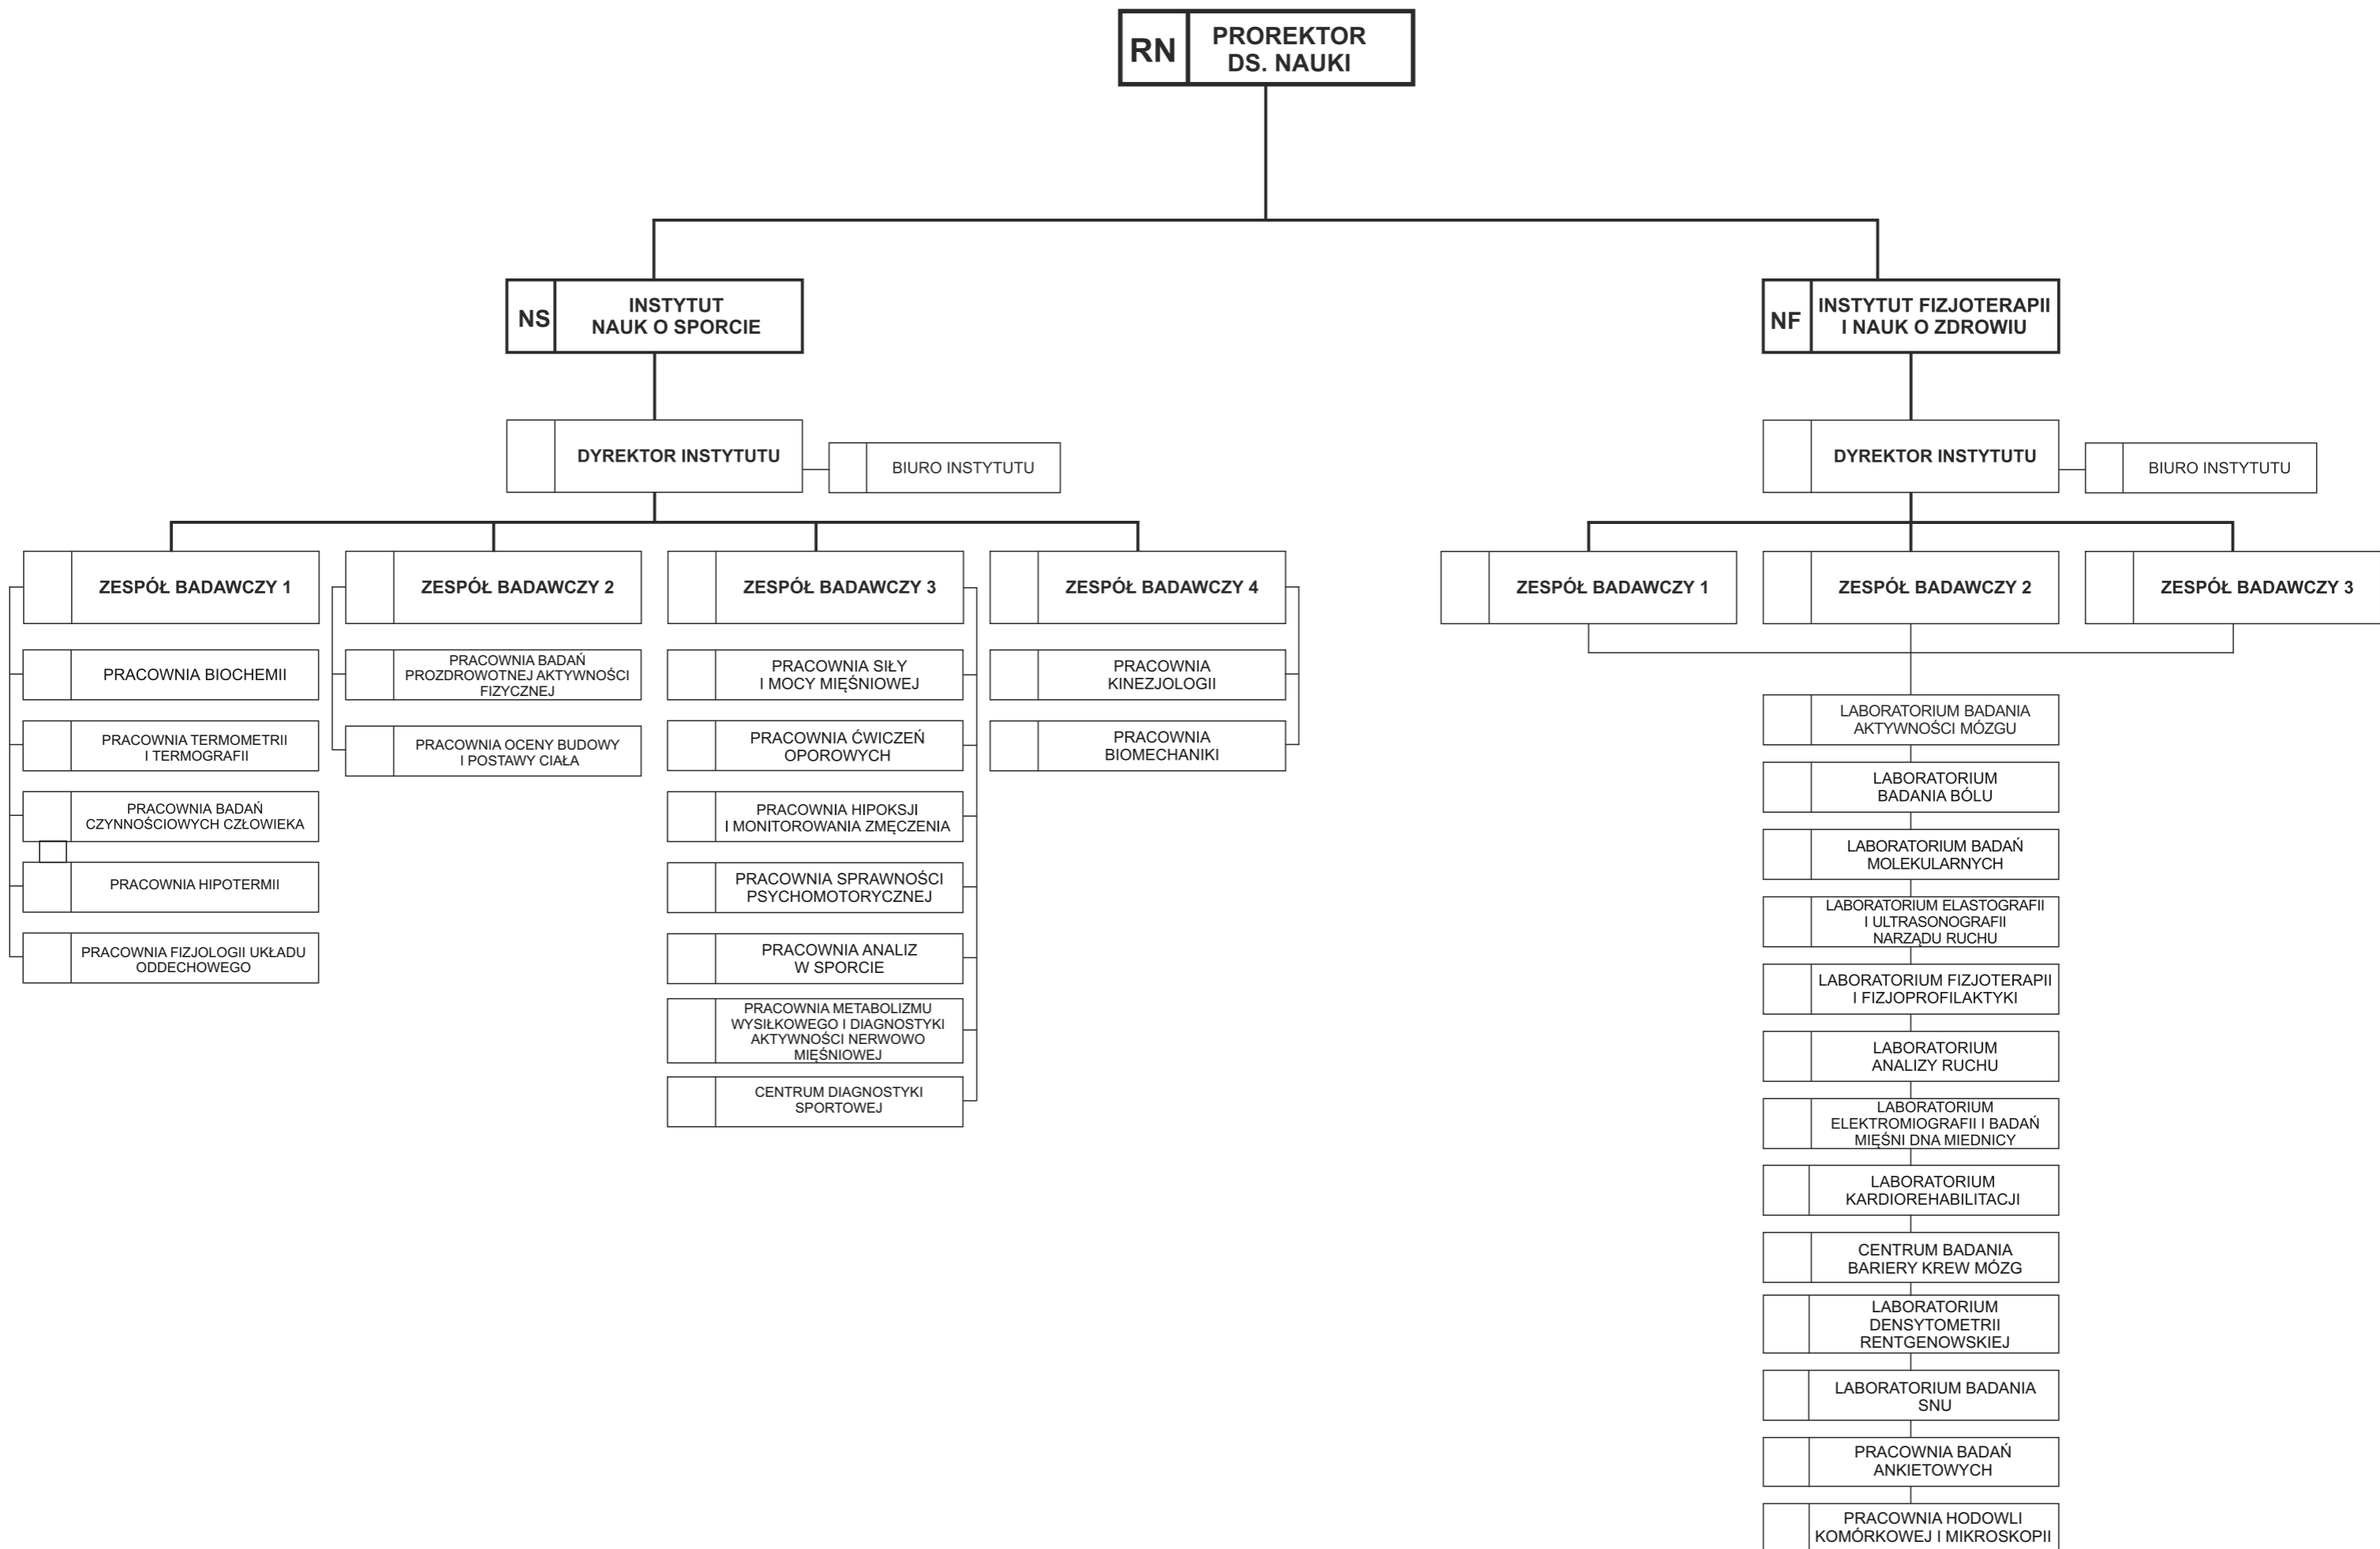 RN
PROREKTOR
DS. NAUKI
NS
INSTYTUT
NAUK O SPORCIE
NF
INSTYTUT FIZJOTERAPII
I NAUK O ZDROWIU
DYREKTOR INSTYTUTU
BIURO INSTYTUTU
DYREKTOR INSTYTUTU
BIURO INSTYTUTU
ZESPÓŁ BADAWCZY 1
ZESPÓŁ BADAWCZY 2
ZESPÓŁ BADAWCZY 3
ZESPÓŁ BADAWCZY 4
ZESPÓŁ BADAWCZY 1
ZESPÓŁ BADAWCZY 2
ZESPÓŁ BADAWCZY 3
PRACOWNIA BIOCHEMII
PRACOWNIA TERMOMETRII
I TERMOGRAFII
PRACOWNIA BADAŃ
CZYNNOŚCIOWYCH CZŁOWIEKA
PRACOWNIA HIPOTERMII
PRACOWNIA FIZJOLOGII UKŁADU
ODDECHOWEGO
PRACOWNIA BADAŃ
PROZDROWOTNEJ AKTYWNOŚCI
FIZYCZNEJ
PRACOWNIA OCENY BUDOWY
I POSTAWY CIAŁA
PRACOWNIA SIŁY
I MOCY MIĘŚNIOWEJ
PRACOWNIA ĆWICZEŃ
OPOROWYCH
PRACOWNIA HIPOKSJI
I MONITOROWANIA ZMĘCZENIA
PRACOWNIA SPRAWNOŚCI
PSYCHOMOTORYCZNEJ
PRACOWNIA ANALIZ
W SPORCIE
PRACOWNIA METABOLIZMU
WYSIŁKOWEGO I DIAGNOSTYKI
AKTYWNOŚCI NERWOWO
MIĘŚNIOWEJ
CENTRUM DIAGNOSTYKI
SPORTOWEJ
PRACOWNIA
KINEZJOLOGII
PRACOWNIA
BIOMECHANIKI
LABORATORIUM BADANIA
AKTYWNOŚCI MÓZGU
LABORATORIUM
BADANIA BÓLU
LABORATORIUM BADAŃ
MOLEKULARNYCH
LABORATORIUM ELASTOGRAFII
I ULTRASONOGRAFII
NARZĄDU RUCHU
LABORATORIUM FIZJOTERAPII
I FIZJOPROFILAKTYKI
LABORATORIUM
ANALIZY RUCHU
LABORATORIUM
ELEKTROMIOGRAFII I BADAŃ
MIĘŚNI DNA MIEDNICY
LABORATORIUM
KARDIOREHABILITACJI
CENTRUM BADANIA
BARIERY KREW MÓZG
LABORATORIUM
DENSYTOMETRII
RENTGENOWSKIEJ
LABORATORIUM BADANIA
SNU
PRACOWNIA BADAŃ
ANKIETOWYCH
PRACOWNIA HODOWLI
KOMÓRKOWEJ I MIKROSKOPII